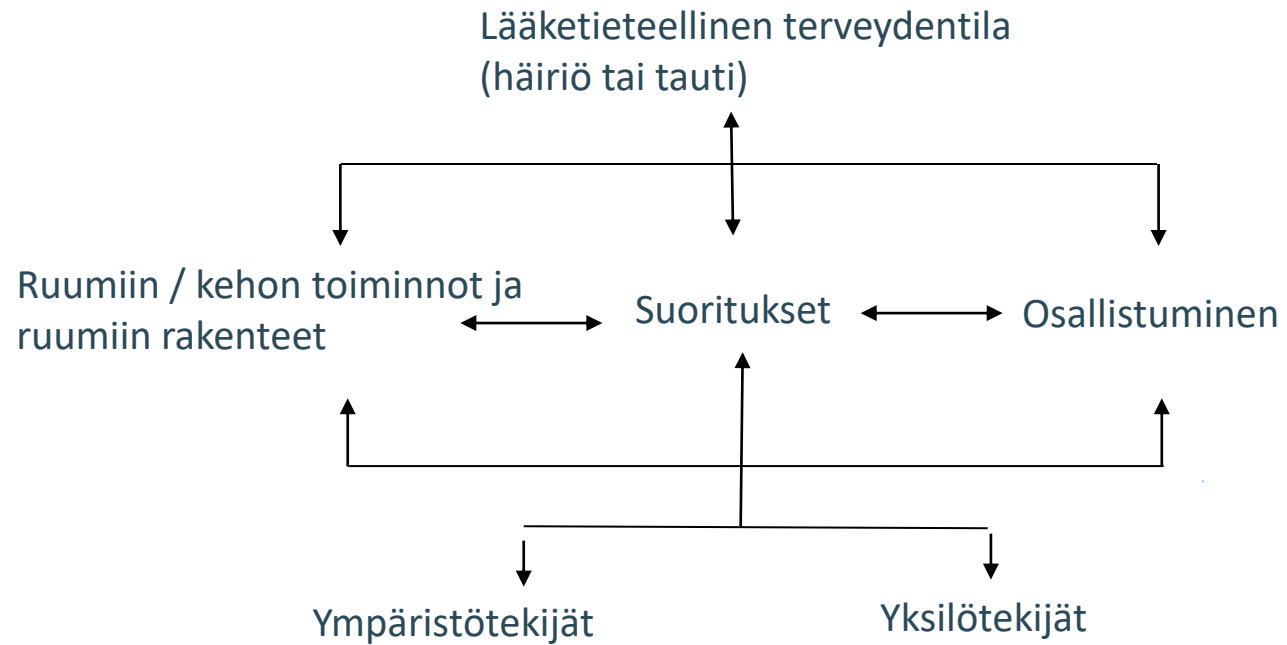 Lääketieteellinen terveydentila
(häiriö tai tauti)
Ruumiin / kehon toiminnot ja
ruumiin rakenteet
Suoritukset
Osallistuminen
Ympäristötekijät
Yksilötekijät